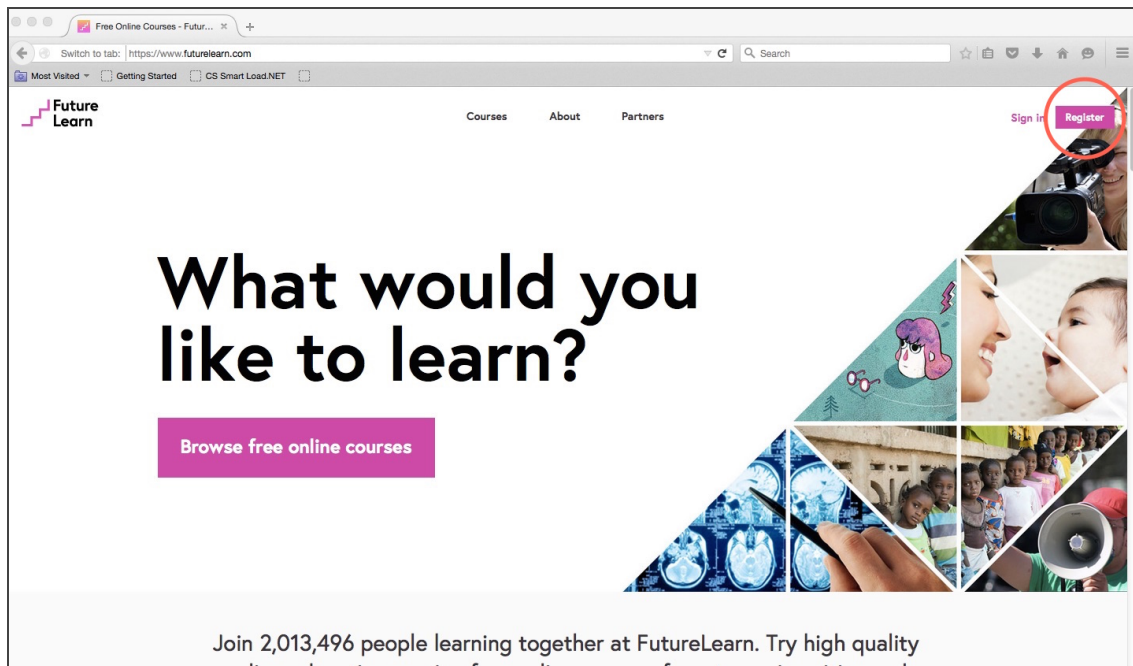 Free Online Courses - Futur...
Switch to tab: https://www.futurelearn.com
Search
Most Visited
Getting Started
CS Smart Load.NET
Future
Learn
Courses
About
Partners
Sign in
Register
What would you
like to learn?
Browse free online courses
Join 2,013,496 people learning together at FutureLearn. Try high quality